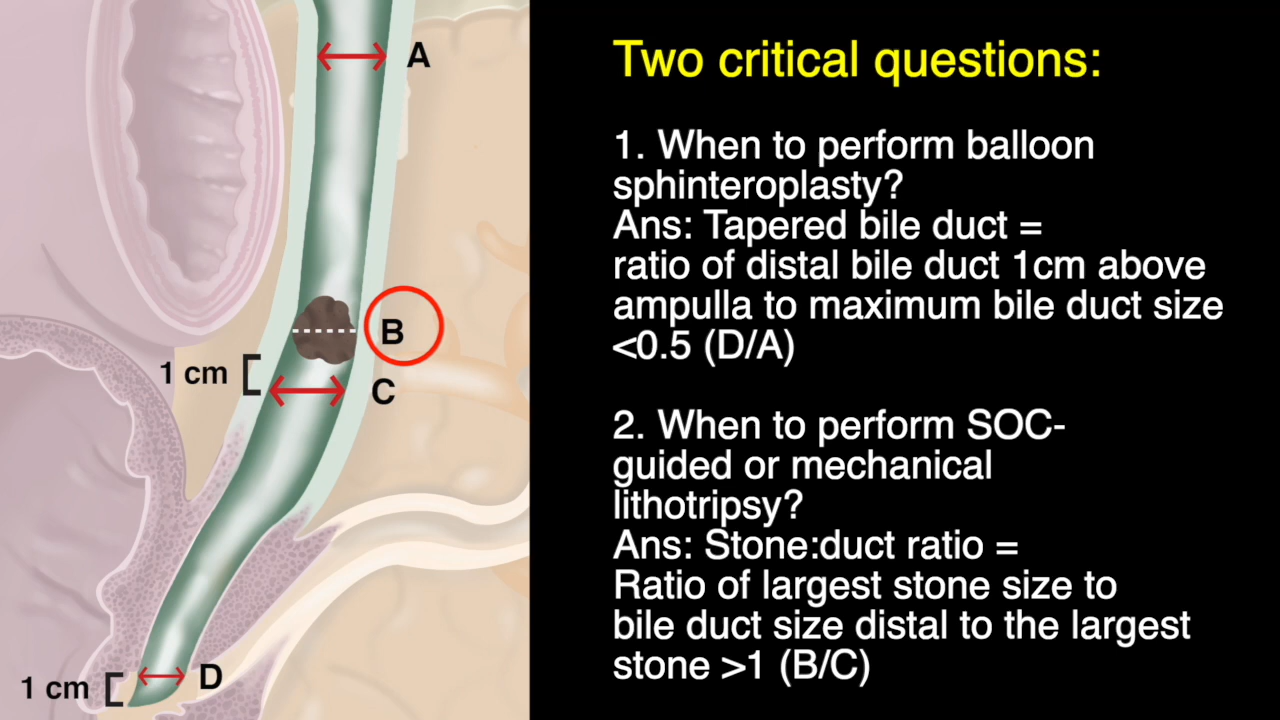 A
B
1 cm
C
D
1 cm
Two critical questions:
1. When to perform balloon
sphinteroplasty?
Ans: Tapered bile duct =
ratio of distal bile duct 1cm above
ampulla to maximum bile duct size
<0.5 (D/A)
2. When to perform SOC-
guided or mechanical
lithotripsy?
Ans: Stone:duct ratio =
Ratio of largest stone size to
bile duct size distal to the largest
stone >1 (B/C)